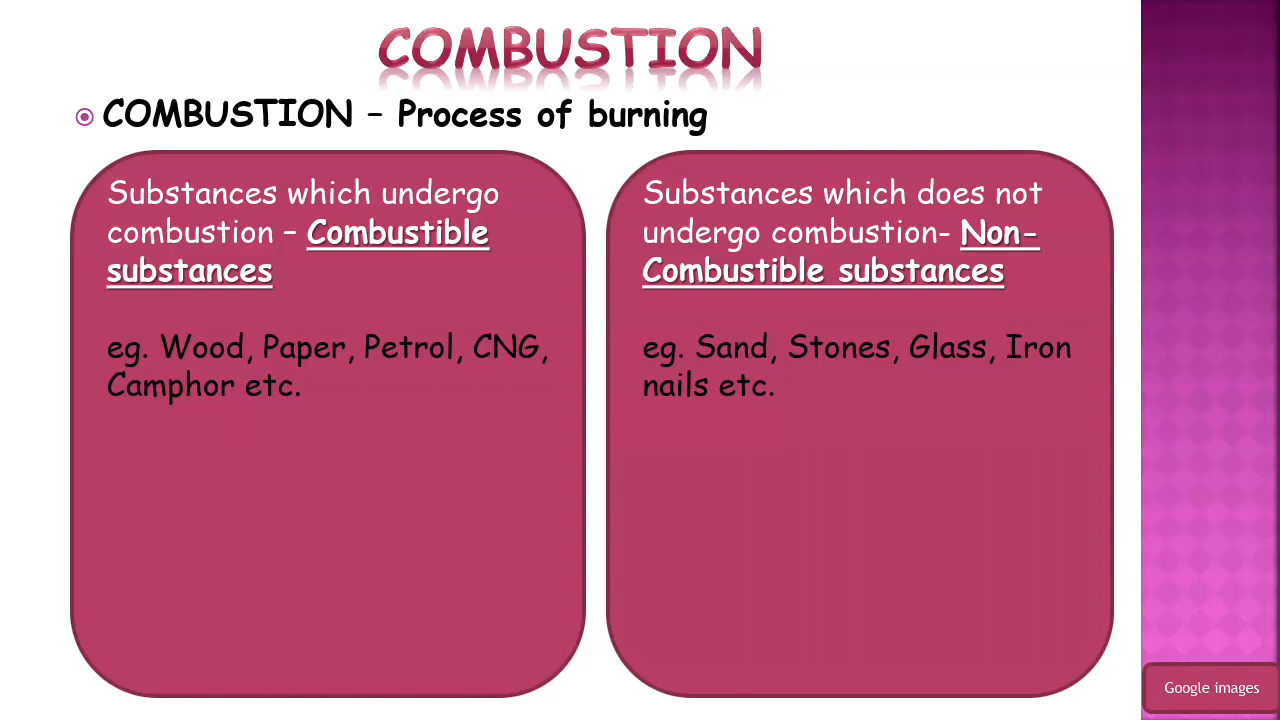 COMBUSTION
COMBUSTION – Process of burning
Substances which undergo
combustion – Combustible
substances
eg. Wood, Paper, Petrol, CNG,
Camphor etc.
Substances which does not
undergo combustion- Non-
Combustible substances
eg. Sand, Stones, Glass, Iron
nails etc.
Google images